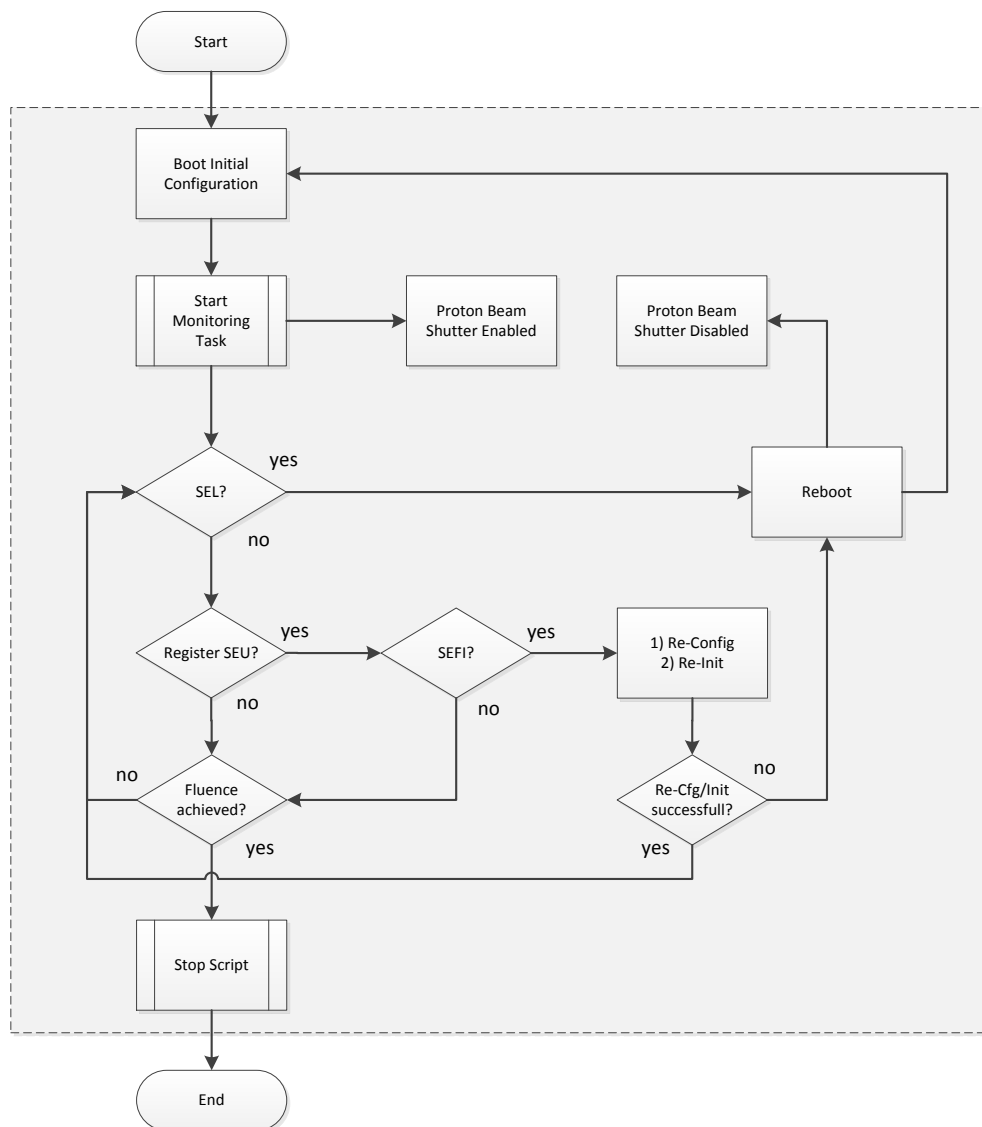 Start
Boot Initial
Configuration
Start
Monitoring
Task
Proton Beam
Shutter Enabled
Proton Beam
Shutter Disabled
yes
SEL?
Reboot
no
yes
yes
Register SEU?
SEFI?
1) Re-Config
2) Re-Init
no
no
no
no
Fluence
achieved?
Re-Cfg/Init
successfull?
yes
yes
Stop Script
End